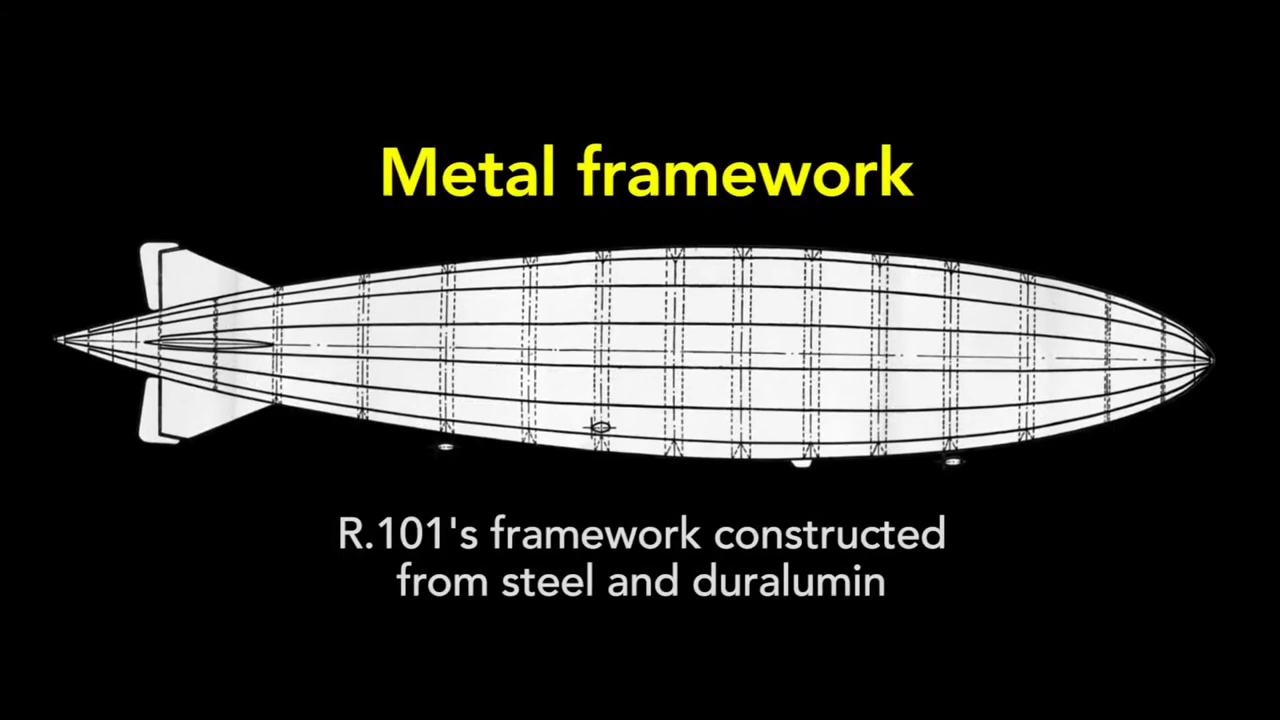 Metal framework
R.101's framework constructed
from steel and duralumin